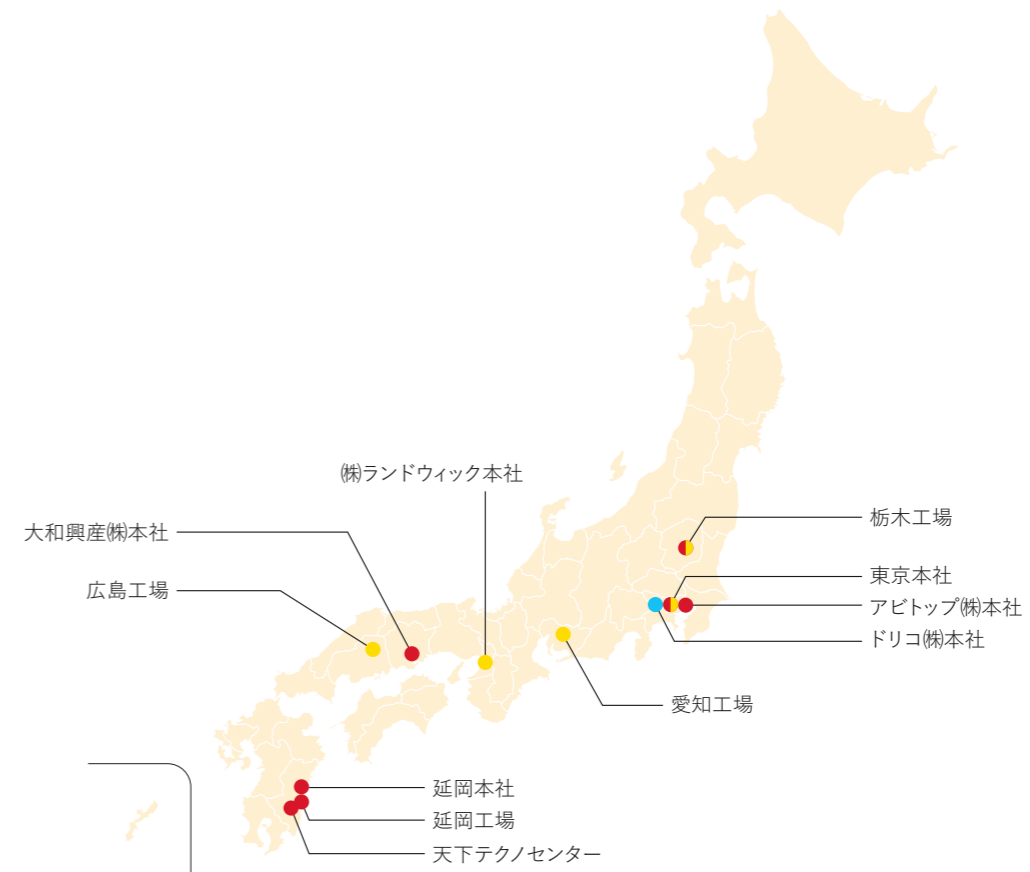 ㈱ランドウィック本社
大和興産㈱本社
広島工場
栃木工場
東京本社
アビトップ㈱本社
ドリコ㈱本社
愛知工場
延岡本社
延岡工場
天下テクノセンター